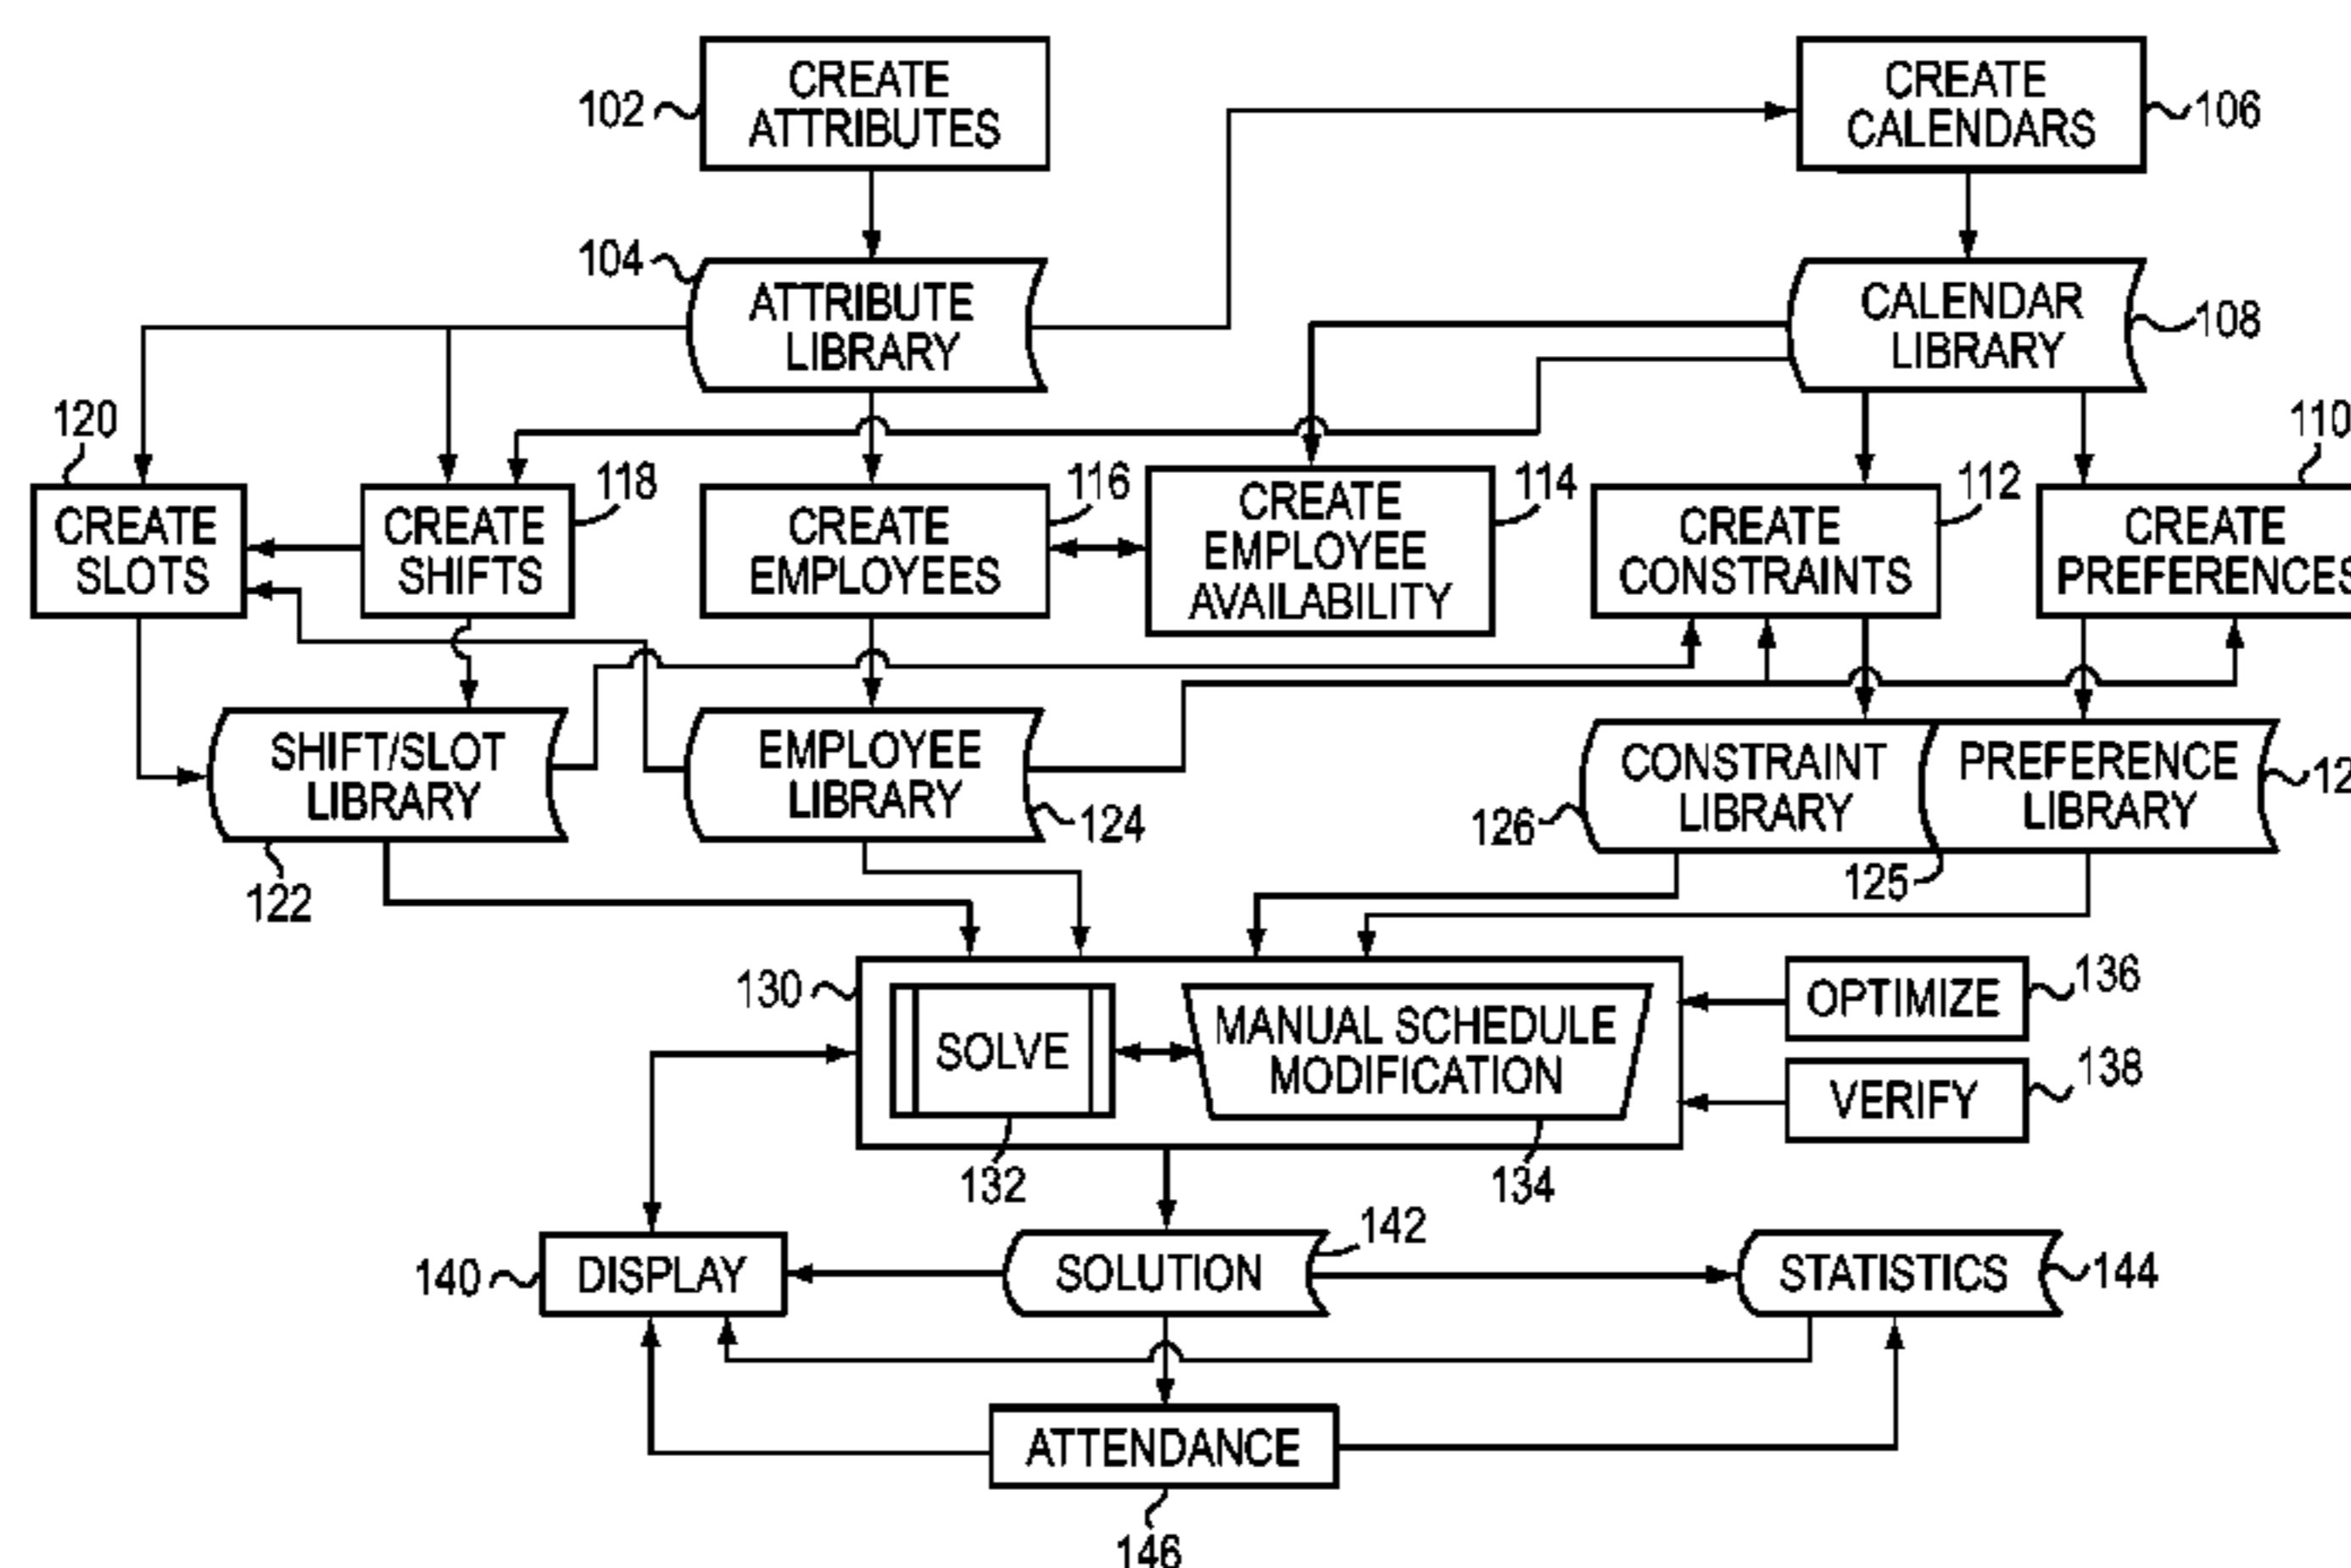 CREATE
ATTRIBUTES
102
CREATE
CALENDARS
106
104
ATTRIBUTE
LIBRARY
CALENDAR
LIBRARY
108
120
110
CREATE
SLOTS
CREATE
SHIFTS
118
CREATE
EMPLOYEES
116
CREATE
EMPLOYEE
AVAILABILITY
114
CREATE
CONSTRAINTS
112
CREATE
PREFERENCES
SHIFT/SLOT
LIBRARY
122
EMPLOYEE
LIBRARY
124
CONSTRAINT
LIBRARY
126
PREFERENCE
LIBRARY
125
130
SOLVE
MANUAL SCHEDULE
MODIFICATION
OPTIMIZE
136
VERIFY
138
132
134
140
DISPLAY
SOLUTION
142
STATISTICS
144
ATTENDANCE
146